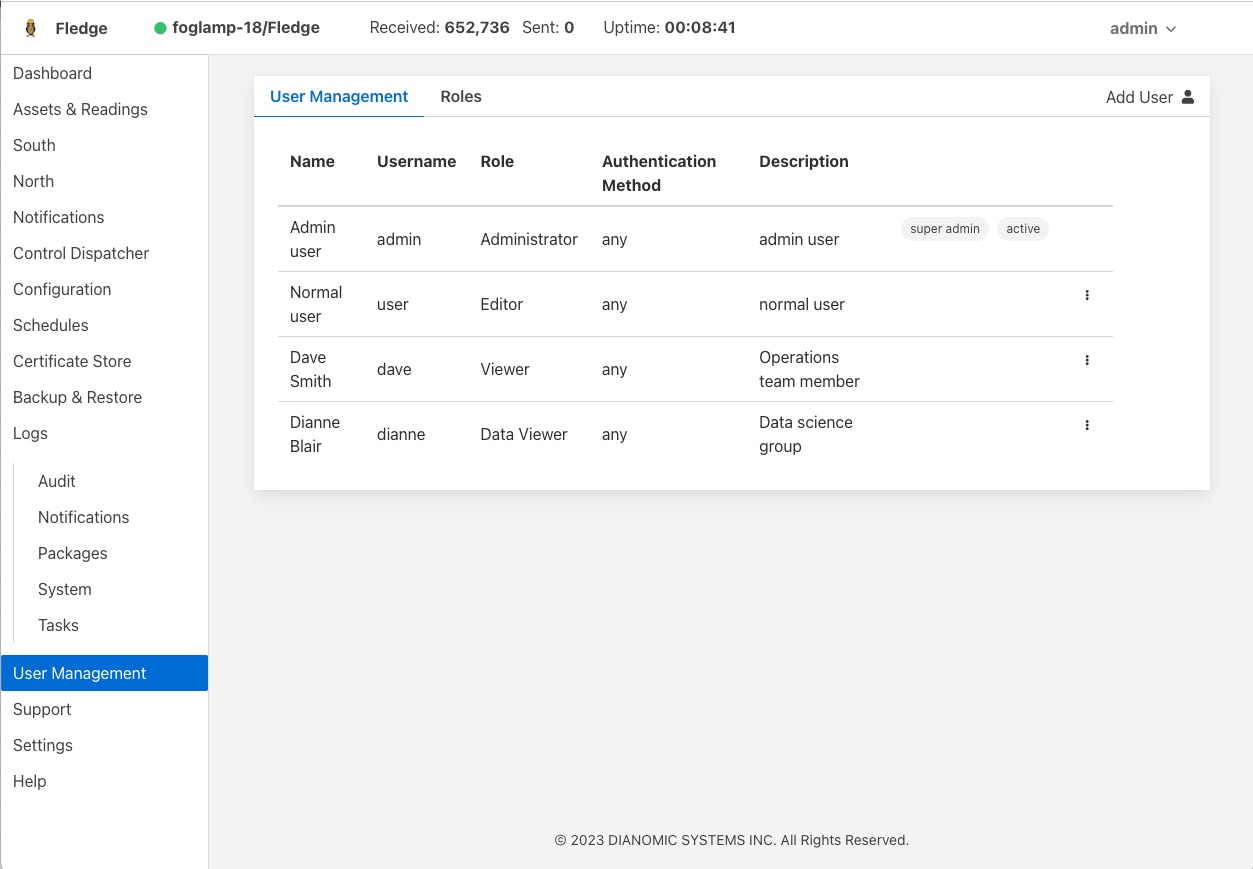 Fledge
foglamp-18/Fledge
Received: 652,736 Sent: 0
Uptime: 00:08:41
admin
Dashboard
Assets & Readings
South
North
Notifications
Control Dispatcher
Configuration
Schedules
Certificate Store
Backup & Restore
Logs
Audit
Notifications
Packages
System
Tasks
User Management
Support
Settings
Help
User Management
Roles
Add User
Name
Username
Role
Authentication
Method
Description
Admin
user
admin
Administrator
any
admin user
super admin
active
Normal
user
user
Editor
any
normal user
Dave
Smith
dave
Viewer
any
Operations
team member
Dianne
Blair
dianne
Data Viewer
any
Data science
group
© 2023 DIANOMIC SYSTEMS INC. All Rights Reserved.